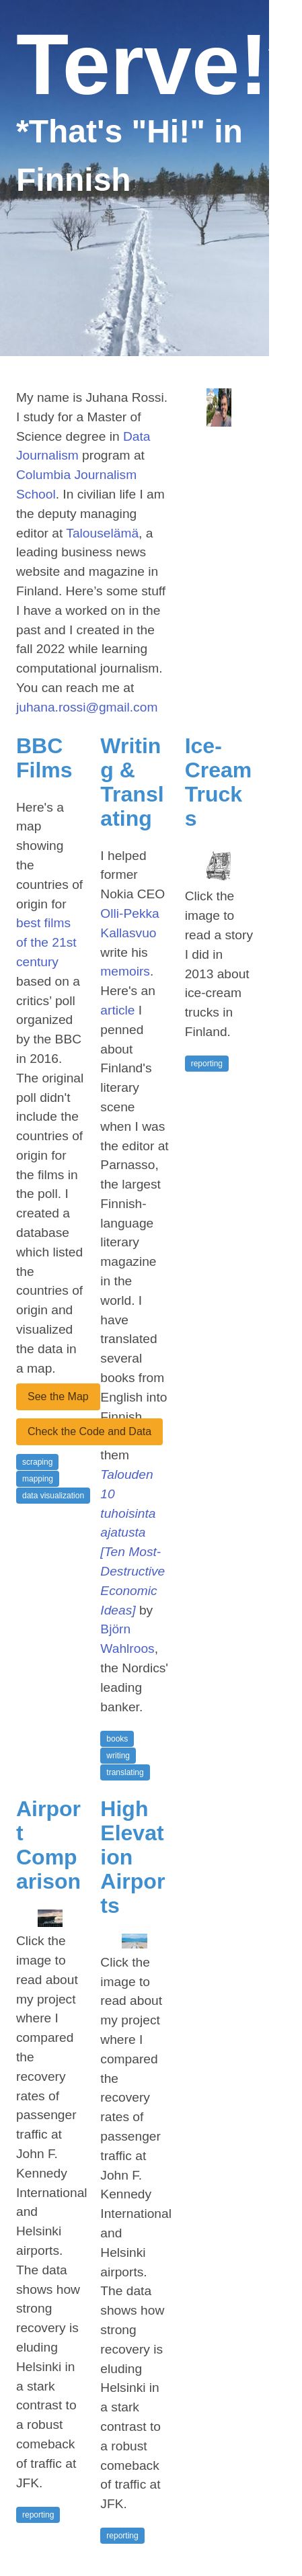 Terve!*
*That's "Hi!" in
Finnish
My name is Juhana Rossi.
I study for a Master of
Science degree in Data
Journalism program at
Columbia Journalism
School. In civilian life I am
the deputy managing
editor at Talouselämä, a
leading business news
website and magazine in
Finland. Here's some stuff
I have a worked on in the
past and I created in the
fall 2022 while learning
computational journalism.
You can reach me at
juhana.rossi@gmail.com
BBC
Films
Here's a
map
showing
the
countries of
origin for
best films
of the 21st
century
based on a
critics' poll
organized
by the BBC
in 2016.
The original
poll didn't
include the
countries of
origin for
the films in
the poll. I
created a
database
which listed
the
countries of
origin and
visualized
the data in
a map.
See the Map
Check the Code and Data
scraping
mapping
data visualization
Writin
g &
Transl
ating
I helped
former
Nokia CEO
Olli-Pekka
Kallasvuo
write his
memoirs.
Here's an
article I
penned
about
Finland's
literary
scene
when I was
the editor at
Parnasso,
the largest
Finnish-
language
literary
magazine
in the
world. I
have
translated
several
books from
English into
Finnish
them
Talouden
10
tuhoisinta
ajatusta
[Ten Most-
Destructive
Economic
Ideas] by
Björn
Wahlroos,
the Nordics'
leading
banker.
books
writing
translating
Ice-
Cream
Truck
s
Click the
image to
read a story
I did in
2013 about
ice-cream
trucks in
Finland.
reporting
Airpor
t
Comp
arison
Click the
image to
read about
my project
where I
compared
the
recovery
rates of
passenger
traffic at
John F.
Kennedy
International
and
Helsinki
airports.
The data
shows how
strong
recovery is
eluding
Helsinki in
a stark
contrast to
a robust
comeback
of traffic at
JFK.
reporting
High
Elevat
ion
Airpor
ts
Click the
image to
read about
my project
where I
compared
the
recovery
rates of
passenger
traffic at
John F.
Kennedy
International
and
Helsinki
airports.
The data
shows how
strong
recovery is
eluding
Helsinki in
a stark
contrast to
a robust
comeback
of traffic at
JFK.
reporting